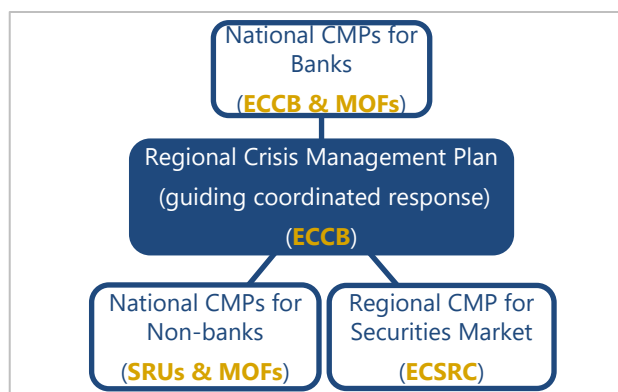 National CMPs for
Banks
(ECCB & MOFs)
Regional Crisis Management Plan
(guiding coordinated response)
(ECCB)
National CMPs for
Non-banks
(SRUs & MOFs)
Regional CMP for
Securities Market
(ECSRC)